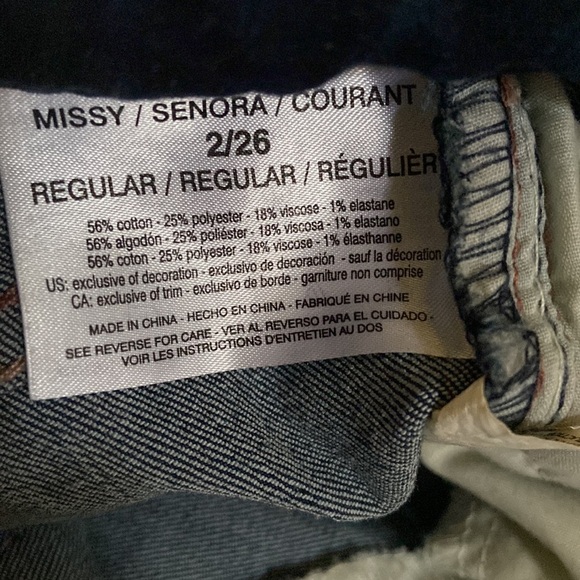 MISSY / SENORA / COURANT
2/26
REGULAR / REGULAR / RÉGULIÈR
56% cotton - 25% polyester - 18% viscose - 1% elastane
56% algodón - 25% poliéster - 18% viscosa - 1% elastano
56% coton - 25% polyester - 18% viscose - 1% élasthanne
US: exclusive of decoration - exclusivo de decoración - sauf la décoration
CA: exclusive of trim - exclusivo de borde - garniture non comprise
MADE IN CHINA - HECHO EN CHINA - FABRIQUÉ EN CHINE
SEE REVERSE FOR CARE - VER AL REVERSO PARA EL CUIDADO -
VOIR LES INSTRUCTIONS D'ENTRETIEN AU DOS